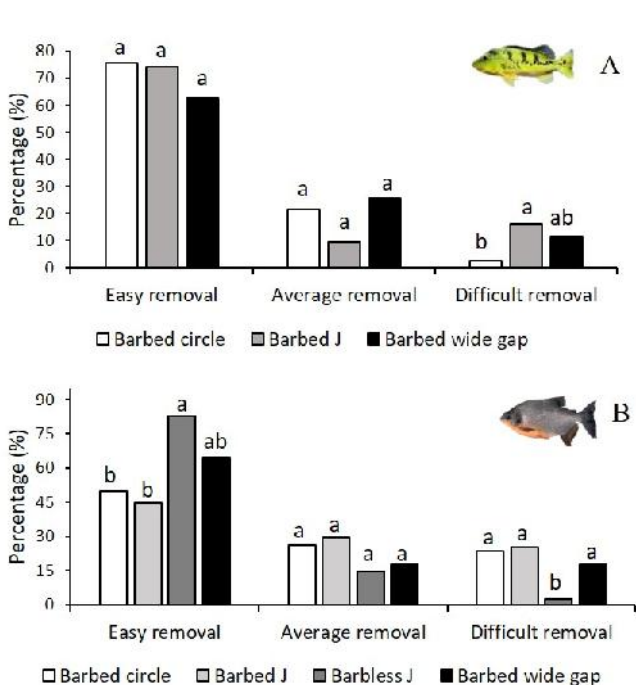 A
Percentage (%)
80
70
60
50
40
30
20
10
0
a a a
a a a
b a ab
Easy removal Average removal Difficult removal
Barbed circle Barbed J Barbed wide gap
B
Percentage (%)
90
75
60
45
30
15
0
b b a ab
a a a a
a a b a
Easy removal Average removal Difficult removal
Barbed circle Barbed J Barbless J Barbed wide gap